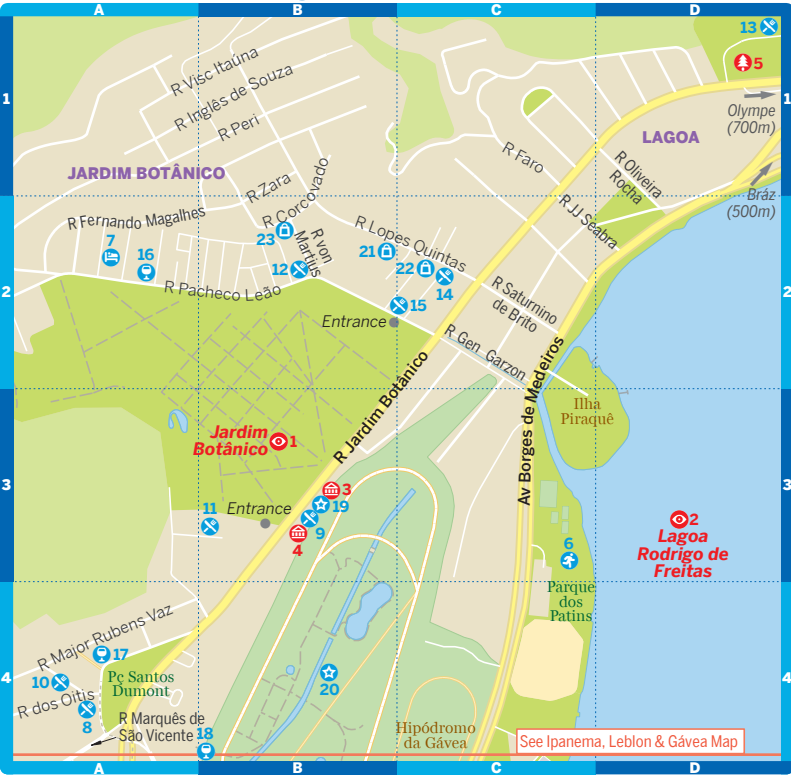 A
B
C
D
13
5
R Visc Itaúna
1
1
R Inglês de Souza
Olympe
(700m)
R Peri
LAGOA
R Faro
JARDIM BOTÂNICO
R Oliveira
Rocha
R Zara
Bráz
(500m)
R Corcovado
R Fernando Magalhes
R JJ Seabra
R Lopes Quintas
23
R von
Martius
7
16
21
12
22
14
2
2
R Pacheco Leão
R Saturnino
de Brito
15
Entrance
R Gen Garzon
R Jardim Botânico
Av Borges de Medeiros
Ilha
Piraquê
Jardim
Botânico
1
3
3
3
19
11
Entrance
9
4
2
Lagoa
Rodrigo de
Freitas
6
Parque
dos
Patins
R Major Rubens Vaz
17
4
4
10
Pç Santos
Dumont
20
R dos Oitis
8
R Marquês de
São Vicente
18
Hipódromo
da Gávea
See Ipanema, Leblon & Gávea Map
A
B
C
D